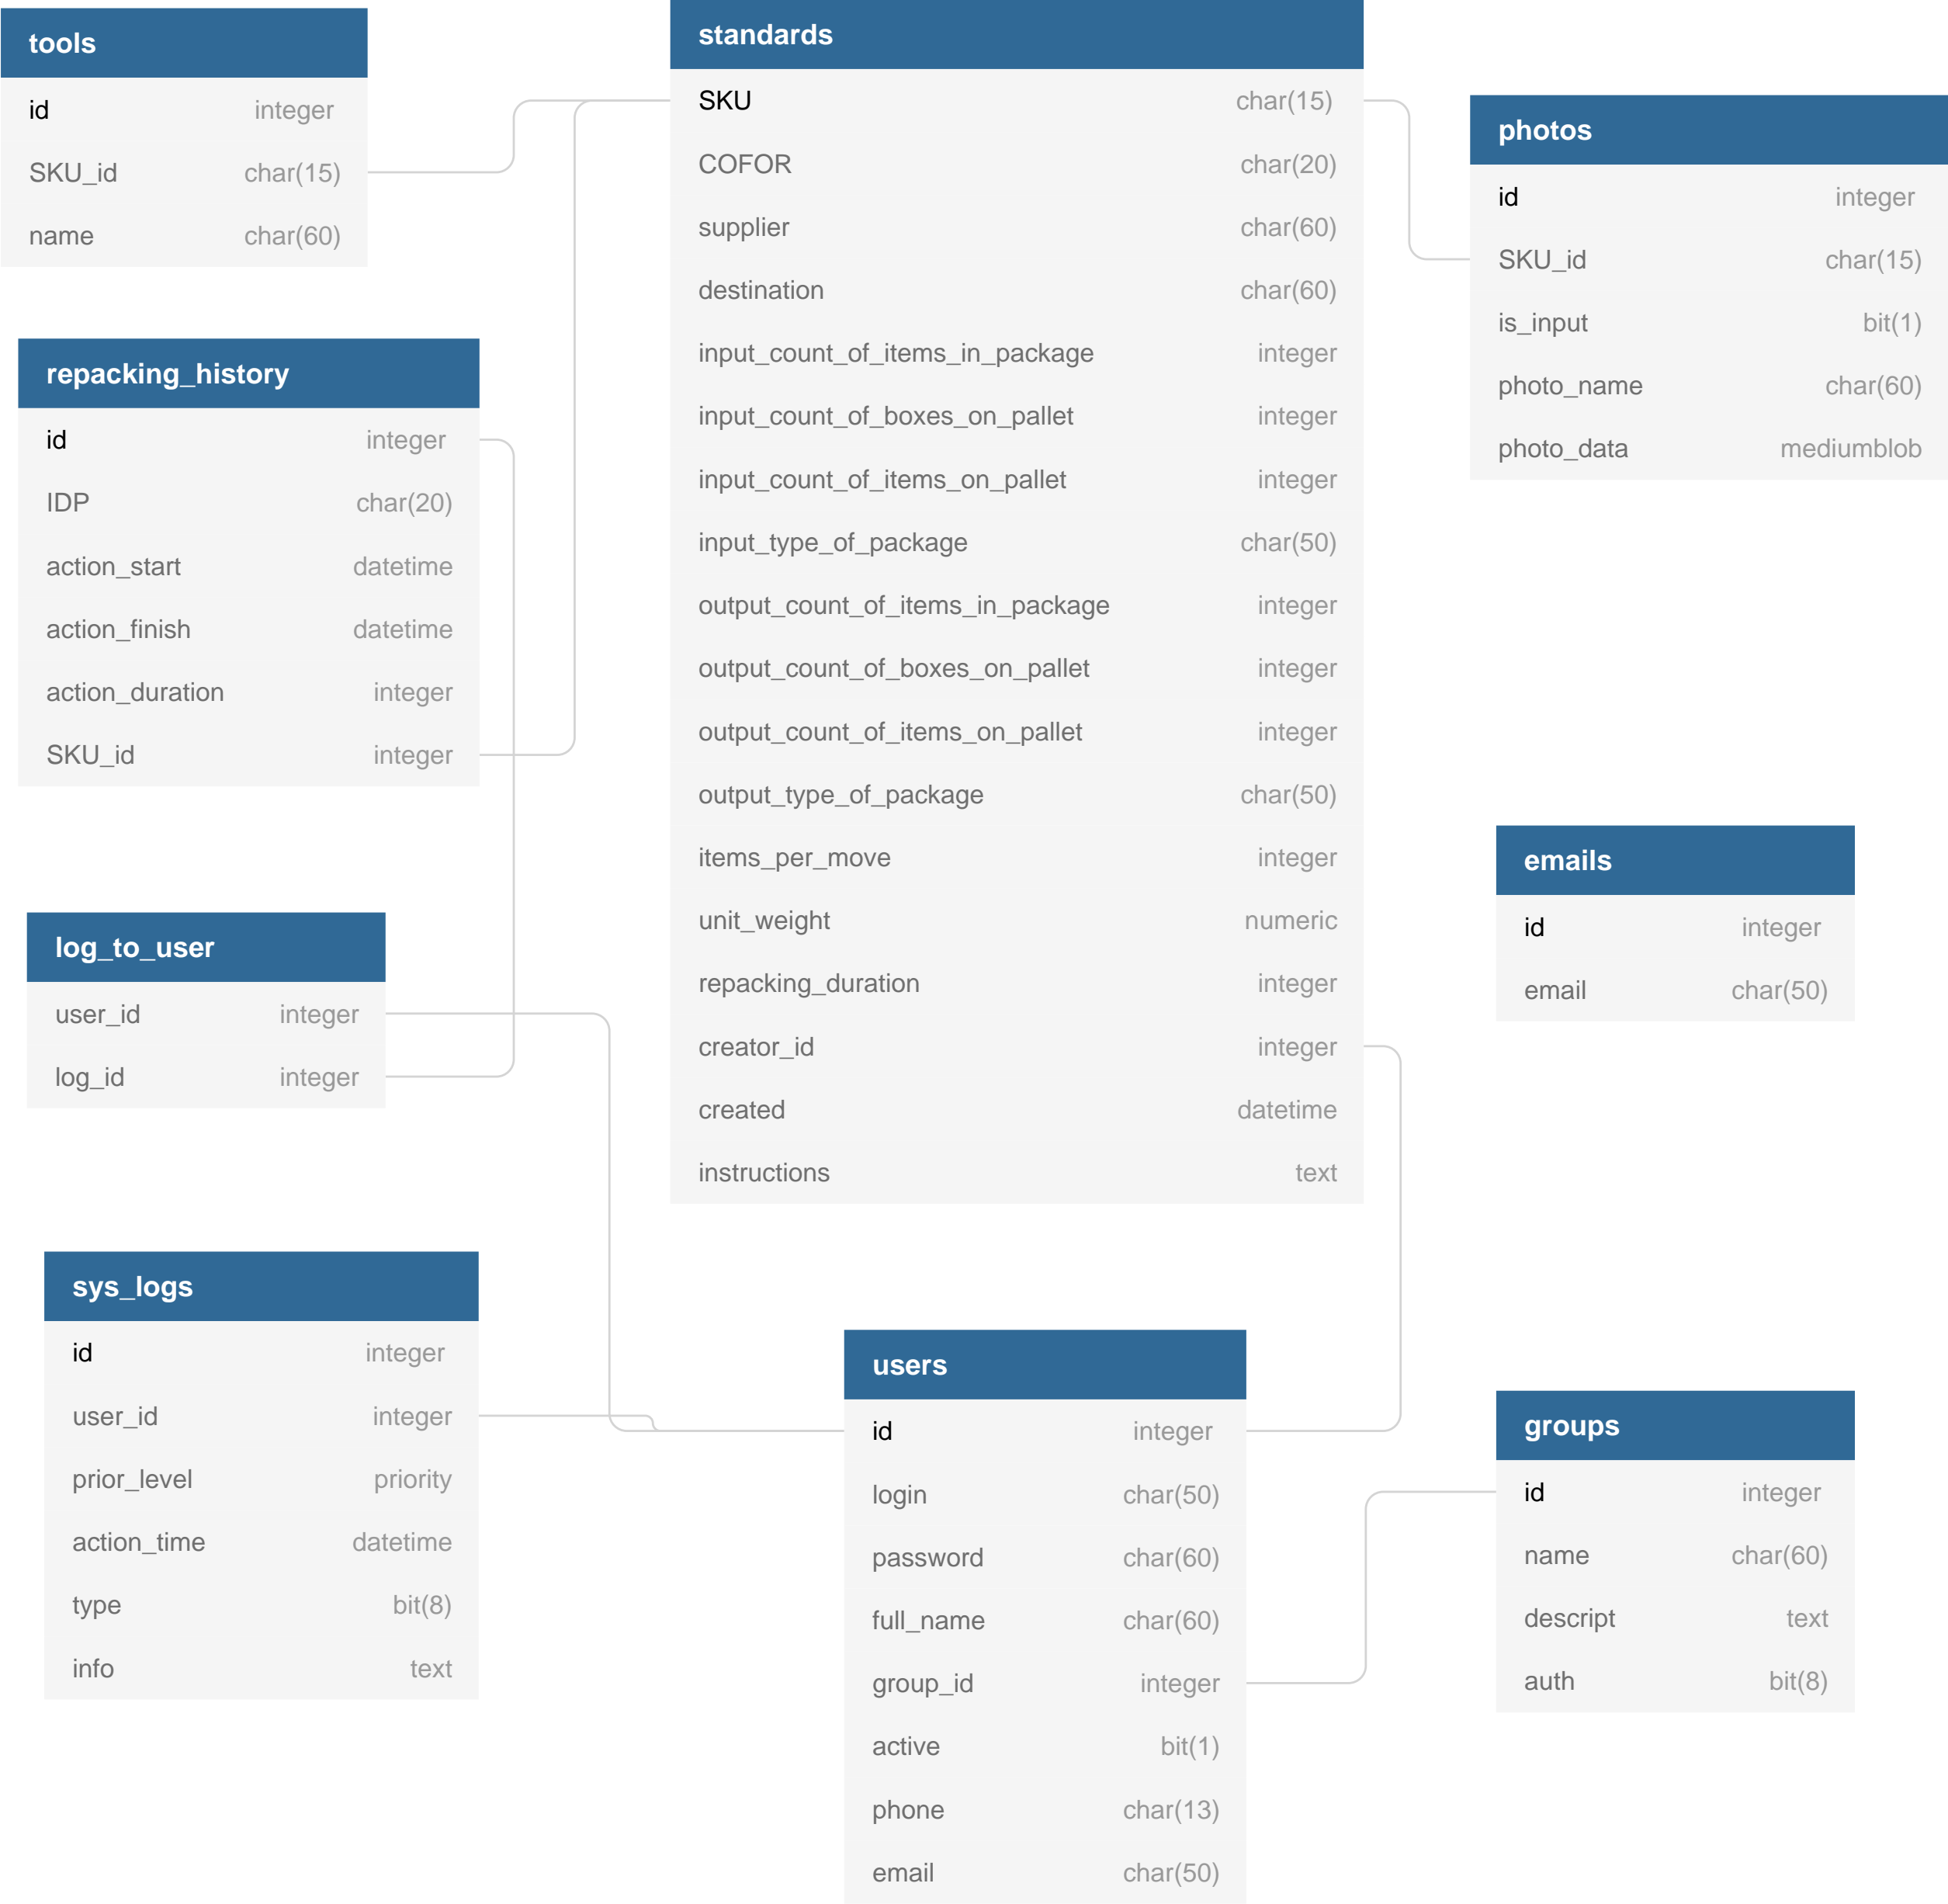 tools
id integer
SKU_id char(15)
name char(60)
repacking_history
id integer
IDP char(20)
action_start datetime
action_finish datetime
action_duration integer
SKU_id integer
log_to_user
user_id integer
log_id integer
sys_logs
id integer
user_id integer
prior_level priority
action_time datetime
type bit(8)
info text
standards
SKU char(15)
COFOR char(20)
supplier char(60)
destination char(60)
input_count_of_items_in_package integer
input_count_of_boxes_on_pallet integer
input_count_of_items_on_pallet integer
input_type_of_package char(50)
output_count_of_items_in_package integer
output_count_of_boxes_on_pallet integer
output_count_of_items_on_pallet integer
output_type_of_package char(50)
items_per_move integer
unit_weight numeric
repacking_duration integer
creator_id integer
created datetime
instructions text
users
id integer
login char(50)
password char(60)
full_name char(60)
group_id integer
active bit(1)
phone char(13)
email char(50)
photos
id integer
SKU_id char(15)
is_input bit(1)
photo_name char(60)
photo_data mediumblob
emails
id integer
email char(50)
groups
id integer
name char(60)
descript text
auth bit(8)